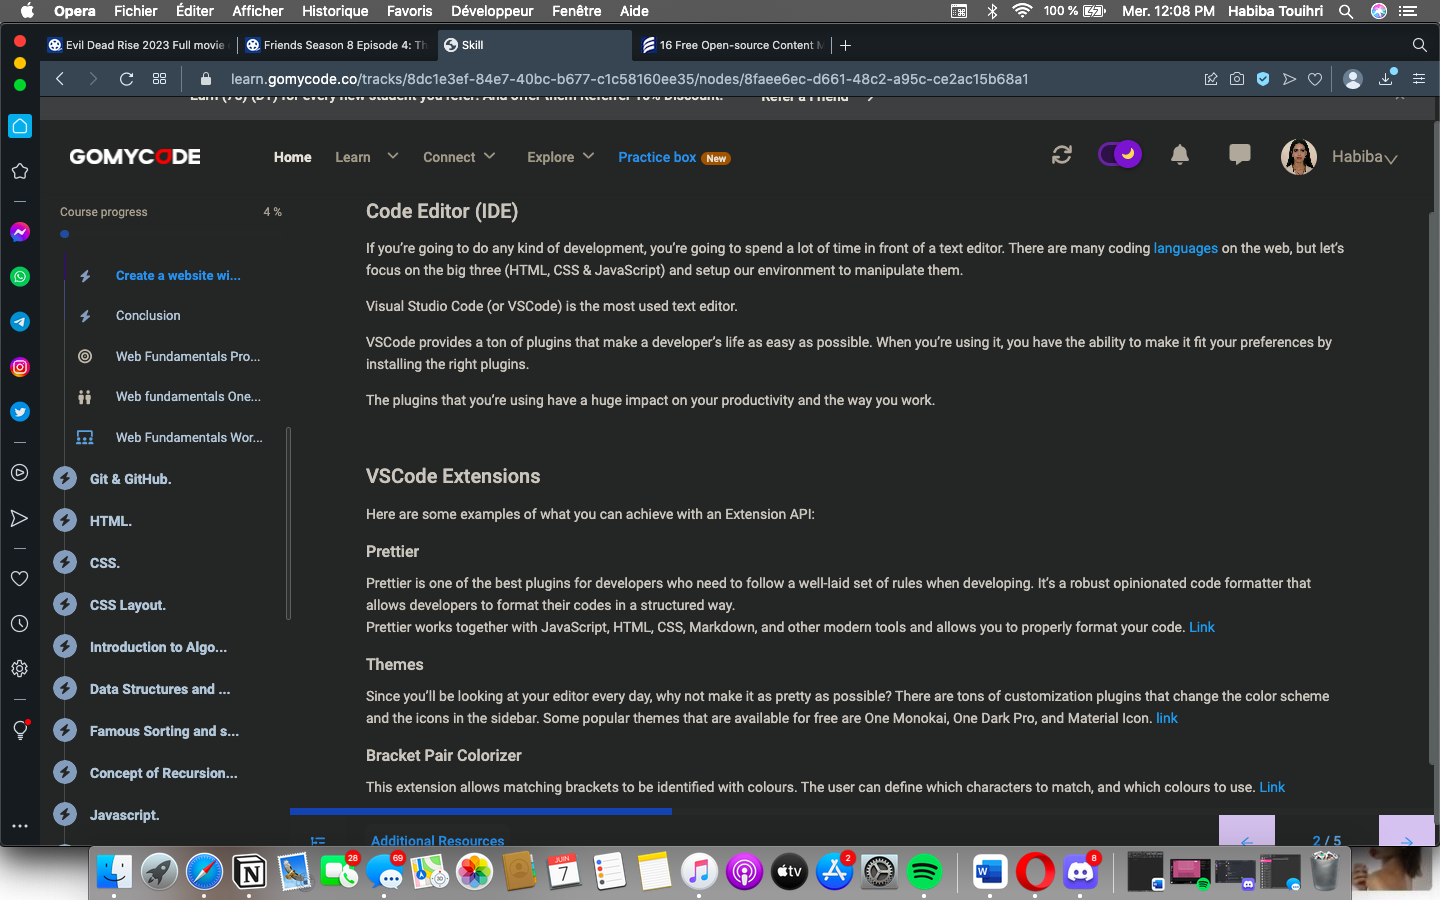 Opera Fichier Éditer Afficher Historique Favoris Développeur Fenêtre Aide 100 % Mer. 12:08 PM Habiba Touihri
Evil Dead Rise 2023 Full movie
Friends Season 8 Episode 4: Th
Skill
16 Free Open-source Content M
learn.gomycode.co/tracks/8dc1e3ef-84e7-40bc-b677-c1c58160ee35/nodes/8faee6ec-d661-48c2-a95c-ce2ac15b68a1
Earn (75) (DT) for every new student you refer. And offer them Referrer 10% Discount. Refer a Friend
GOMYCODE Home Learn Connect Explore Practice box New Habiba
Course progress 4 %
Create a website wi...
Conclusion
Web Fundamentals Pro...
Web fundamentals One...
Web Fundamentals Wor...
Git & GitHub.
HTML.
CSS.
CSS Layout.
Introduction to Algo...
Data Structures and ...
Famous Sorting and s...
Concept of Recursion...
Javascript.
Code Editor (IDE)
If you’re going to do any kind of development, you’re going to spend a lot of time in front of a text editor. There are many coding languages on the web, but let’s
focus on the big three (HTML, CSS & JavaScript) and setup our environment to manipulate them.
Visual Studio Code (or VSCode) is the most used text editor.
VSCode provides a ton of plugins that make a developer’s life as easy as possible. When you’re using it, you have the ability to make it fit your preferences by
installing the right plugins.
The plugins that you’re using have a huge impact on your productivity and the way you work.
VSCode Extensions
Here are some examples of what you can achieve with an Extension API:
Prettier
Prettier is one of the best plugins for developers who need to follow a well-laid set of rules when developing. It’s a robust opinionated code formatter that
allows developers to format their codes in a structured way.
Prettier works together with JavaScript, HTML, CSS, Markdown, and other modern tools and allows you to properly format your code. Link
Themes
Since you’ll be looking at your editor every day, why not make it as pretty as possible? There are tons of customization plugins that change the color scheme
and the icons in the sidebar. Some popular themes that are available for free are One Monokai, One Dark Pro, and Material Icon. link
Bracket Pair Colorizer
This extension allows matching brackets to be identified with colours. The user can define which characters to match, and which colours to use. Link
Additional Resources
2 / 5
28
69
JUIN
7
tv
2
6